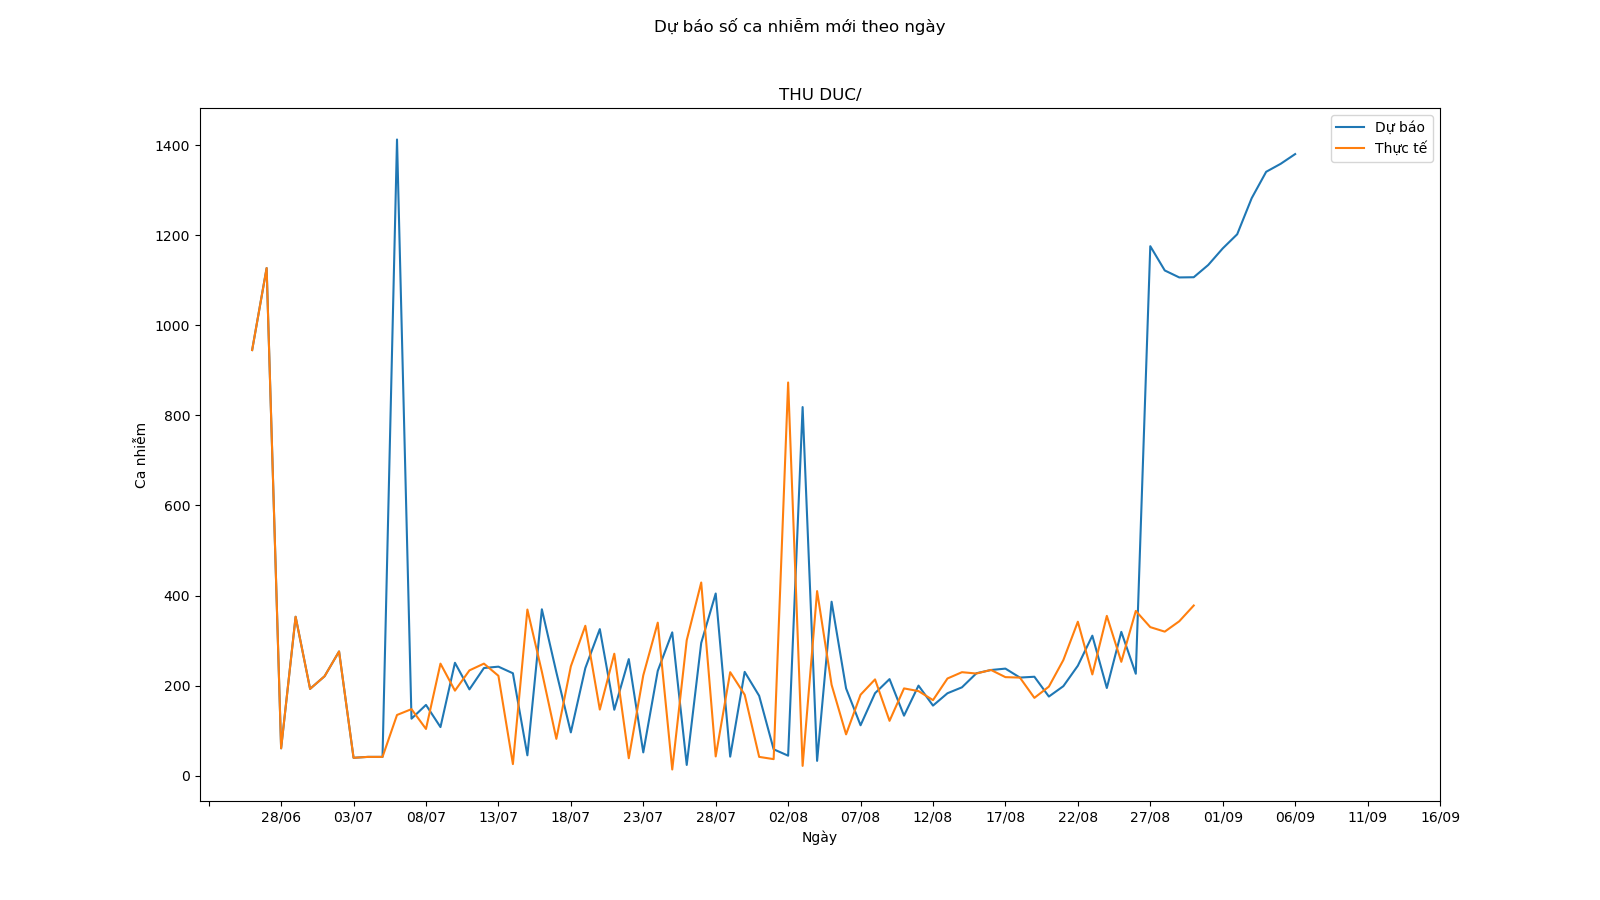 Dự báo số ca nhiễm mới theo ngày
THU DUC/
Dự báo
Thực tế
1400
1200
1000
800
600
400
200
0
Ca nhiễm
28/06 03/07 08/07 13/07 18/07 23/07 28/07 02/08 07/08 12/08 17/08 22/08 27/08 01/09 06/09 11/09 16/09
Ngày